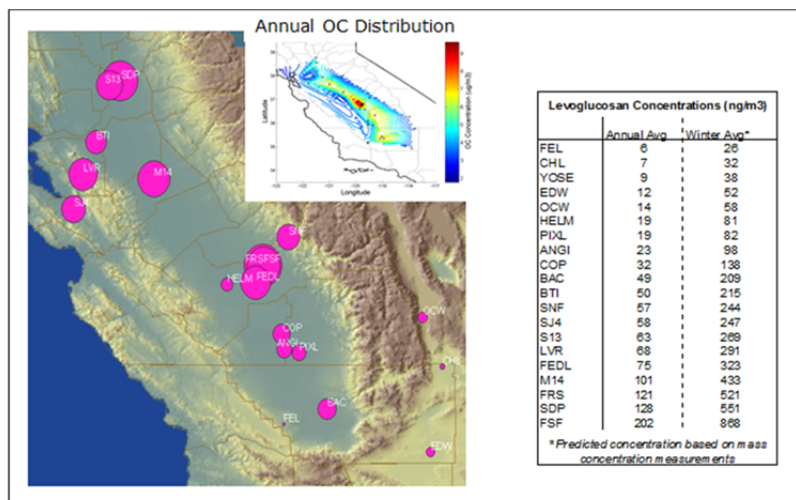 Annual OC Distribution
Latitude
Longitude
OC Concentration (ug/m3)
S13
SDP
BTI
LVR
M14
SJ4
SNF
FRS
FSF
HELM
FEDL
OCW
COP
ANGI
PIXL
CHL
BAC
FEL
EDW
Levoglucosan Concentrations (ng/m3)
Annual Avg Winter Avg*
FEL 6 26
CHL 7 32
YOSE 9 38
EDW 12 52
OCW 14 58
HELM 19 81
PIXL 19 82
ANGI 23 98
COP 32 138
BAC 49 209
BTI 50 215
SNF 57 244
SJ4 58 247
S13 63 269
LVR 68 291
FEDL 75 323
M14 101 433
FRS 121 521
SDP 128 551
FSF 202 868
*Predicted concentration based on mass
concentration measurements